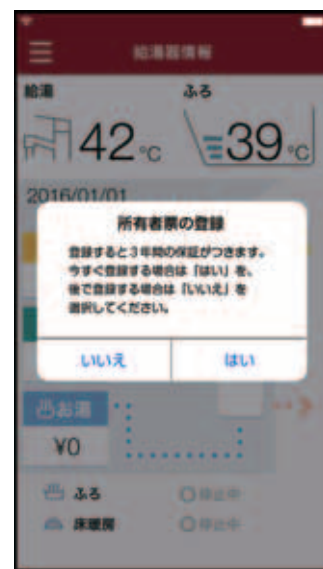 給湯器情報
給湯
ふろ
42℃
39℃
2016/01/01
所有者票の登録
登録すると3年間の保証がつきます。
今すぐ登録する場合は「はい」を、
後で登録する場合は「いいえ」を
選択してください。
いいえ
はい
お湯
¥0
ふろ
停止中
床暖房
停止中